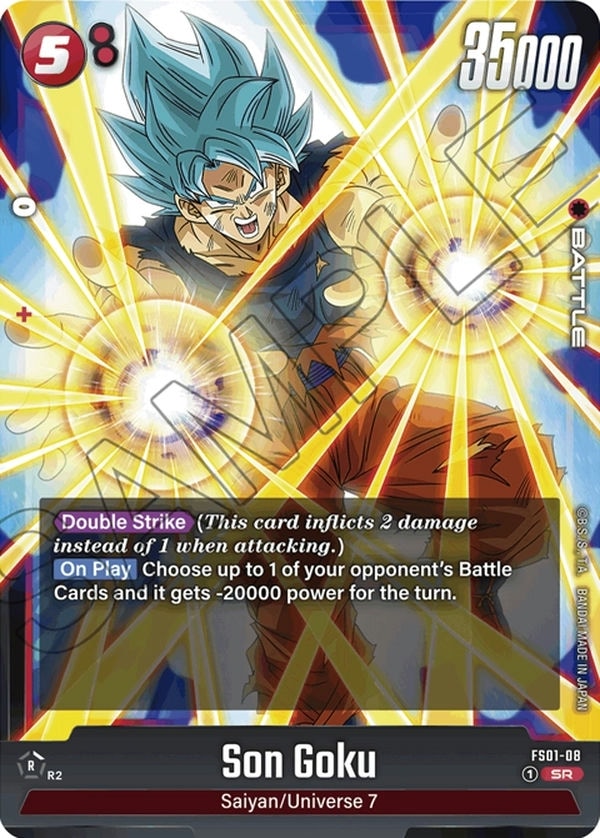 5
35000
0
+
BATTLE
SAMPLE
Double Strike (This card inflicts 2 damage
instead of 1 when attacking.)
On Play Choose up to 1 of your opponent's Battle
Cards and it gets -20000 power for the turn.
©B.S./S.,T.A. BANDAI MADE IN JAPAN
R
R2
Son Goku
FS01-08
1 SR
Saiyan/Universe 7